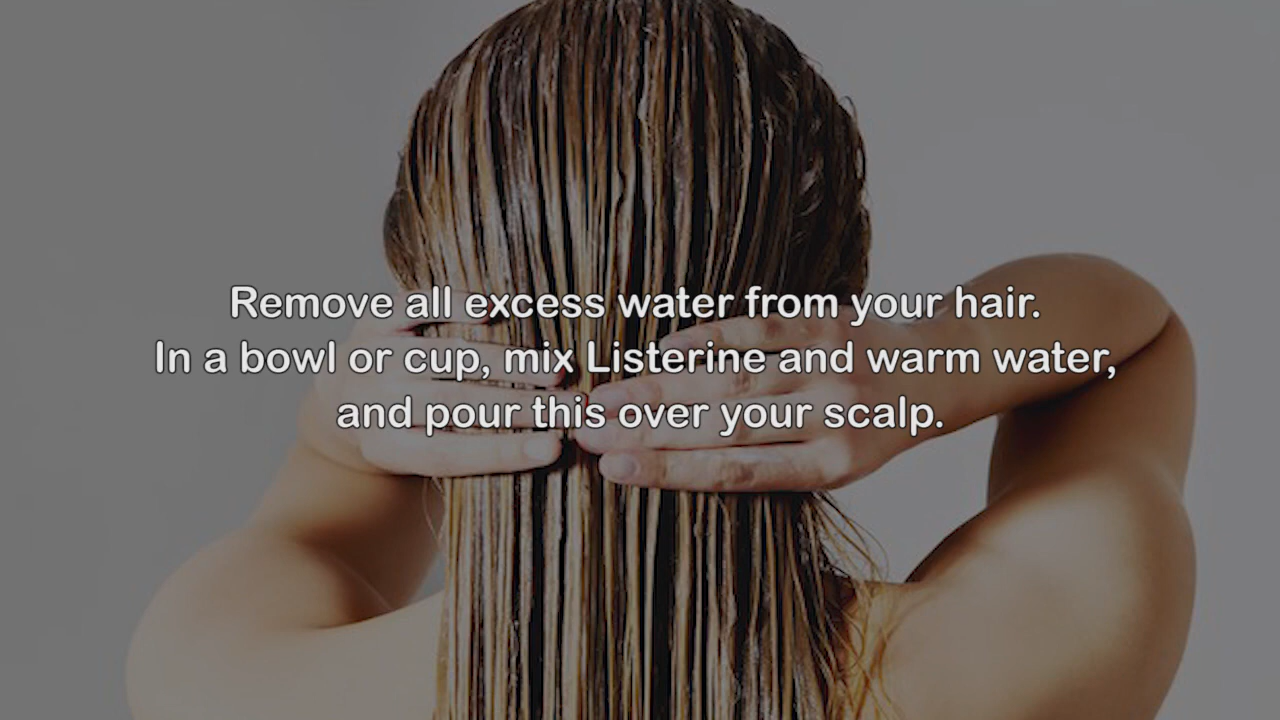 Remove all excess water from your hair.
In a bowl or cup, mix Listerine and warm water,
and pour this over your scalp.